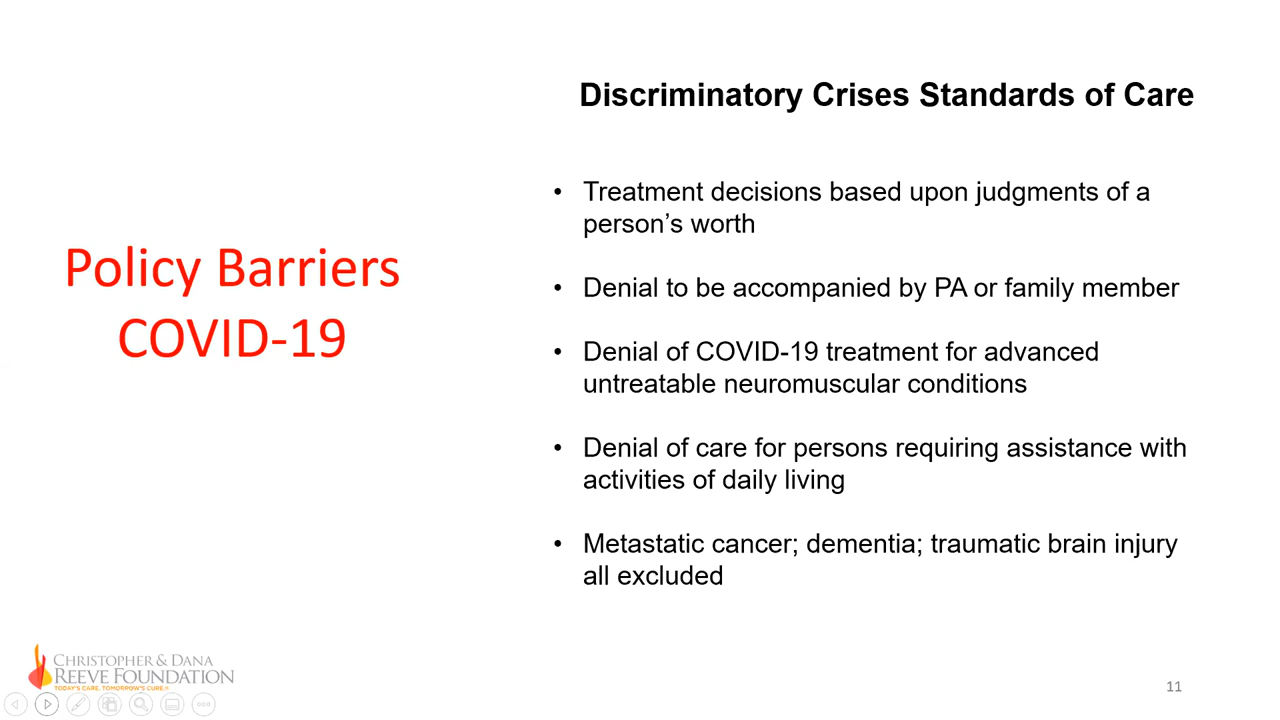 Discriminatory Crises Standards of Care
Policy Barriers
COVID-19
• Treatment decisions based upon judgments of a
person’s worth
• Denial to be accompanied by PA or family member
• Denial of COVID-19 treatment for advanced
untreatable neuromuscular conditions
• Denial of care for persons requiring assistance with
activities of daily living
• Metastatic cancer; dementia; traumatic brain injury
all excluded
CHRISTOPHER & DANA
REEVE FOUNDATION
TODAY'S CARE. TOMORROW'S CURE.®
11